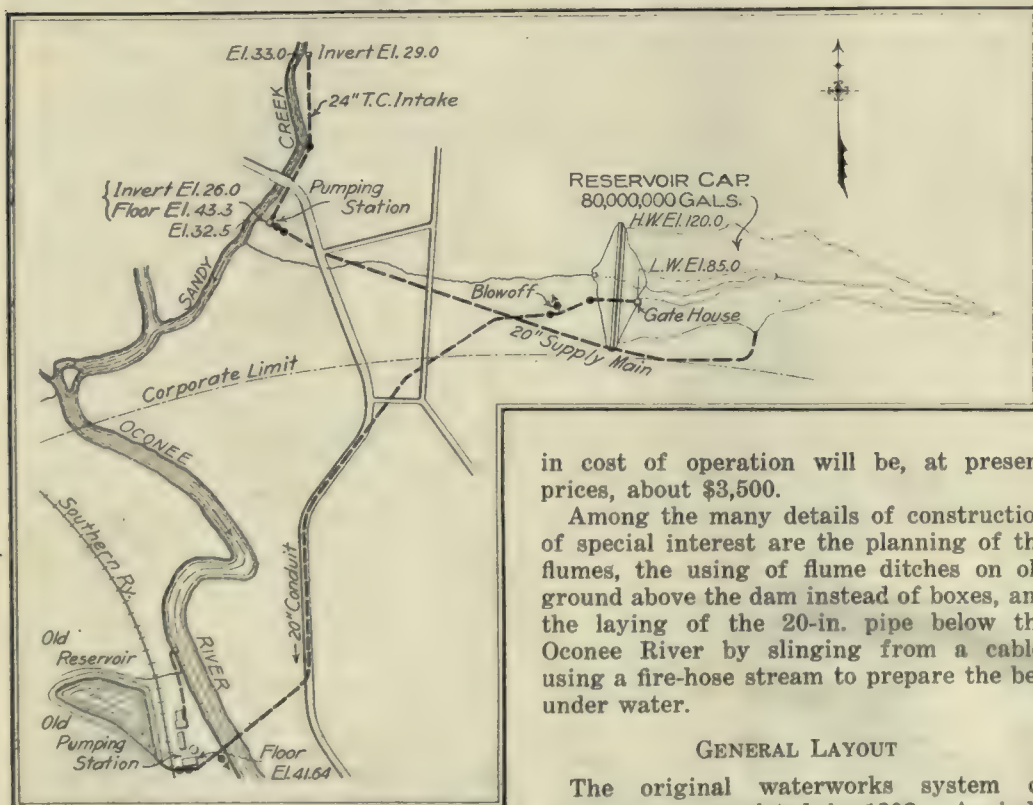 El.33.0
Invert El. 29.0
24" T.C. Intake
CREEK
{Invert El. 26.0
Floor El. 43.3
El.32.5
Pumping
Station
SANDY
RESERVOIR CAP.
80,000,000 GALS.
H.W. El. 120.0
L.W. El. 85.0
Blowoff
Gate House
20" Supply Main
Corporate Limit
OCONEE
RIVER
Southern Ry.
20" Conduit
Old
Reservoir
Old
Pumping
Station
Floor
El. 41.64
in cost of operation will be, at presen
prices, about $3,500.
Among the many details of constructio
of special interest are the planning of th
flumes, the using of flume ditches on ol
ground above the dam instead of boxes, an
the laying of the 20-in. pipe below th
Oconee River by slinging from a cabl
using a fire-hose stream to prepare the be
under water.
GENERAL LAYOUT
The original waterworks system o